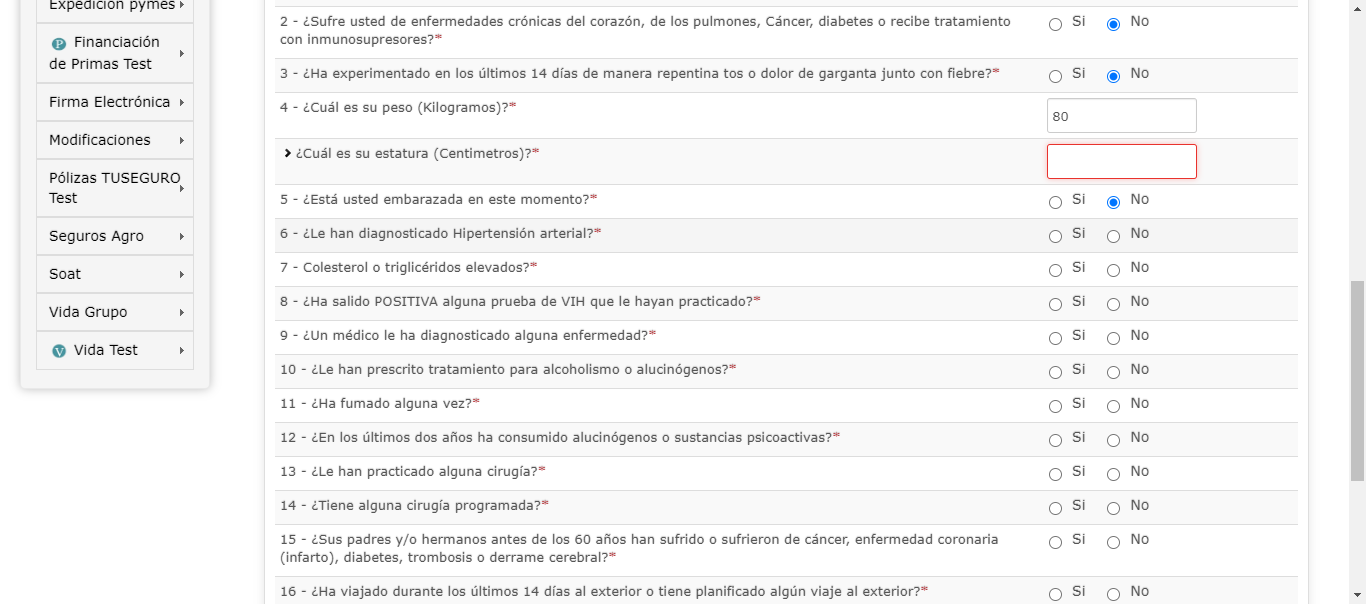 Expedición pymes
Financiación
de Primas Test
Firma Electrónica
Modificaciones
Pólizas TUSEGURO
Test
Seguros Agro
Soat
Vida Grupo
Vida Test
2 - ¿Sufre usted de enfermedades crónicas del corazón, de los pulmones, Cáncer, diabetes o recibe tratamiento
con inmunosupresores?*
Si No
3 - ¿Ha experimentado en los últimos 14 días de manera repentina tos o dolor de garganta junto con fiebre?* Si No
4 - ¿Cuál es su peso (Kilogramos)?* 80
¿Cuál es su estatura (Centimetros)?*
5 - ¿Está usted embarazada en este momento?* Si No
6 - ¿Le han diagnosticado Hipertensión arterial?* Si No
7 - Colesterol o triglicéridos elevados?* Si No
8 - ¿Ha salido POSITIVA alguna prueba de VIH que le hayan practicado?* Si No
9 - ¿Un médico le ha diagnosticado alguna enfermedad?* Si No
10 - ¿Le han prescrito tratamiento para alcoholismo o alucinógenos?* Si No
11 - ¿Ha fumado alguna vez?* Si No
12 - ¿En los últimos dos años ha consumido alucinógenos o sustancias psicoactivas?* Si No
13 - ¿Le han practicado alguna cirugía?* Si No
14 - ¿Tiene alguna cirugía programada?* Si No
15 - ¿Sus padres y/o hermanos antes de los 60 años han sufrido o sufrieron de cáncer, enfermedad coronaria
(infarto), diabetes, trombosis o derrame cerebral?*
Si No
16 - ¿Ha viajado durante los últimos 14 días al exterior o tiene planificado algún viaje al exterior?* Si No